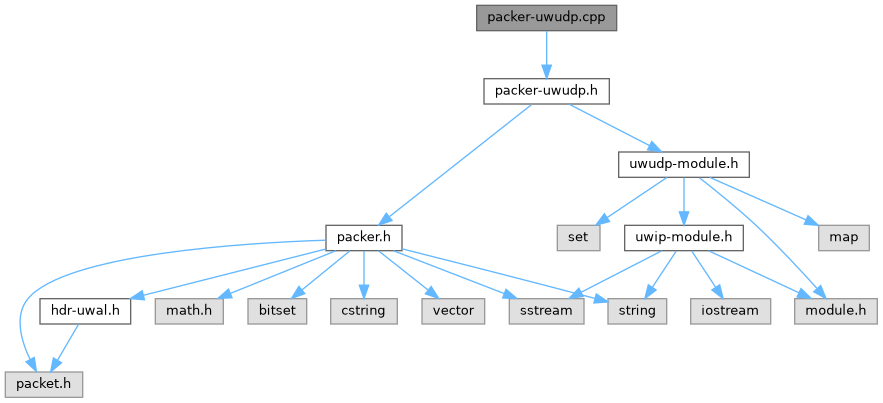 packer-uwudp.cpp
packer-uwudp.h
uwudp-module.h
packer.h
set
uwip-module.h
map
hdr-uwal.h
math.h
bitset
cstring
vector
sstream
string
iostream
module.h
packet.h